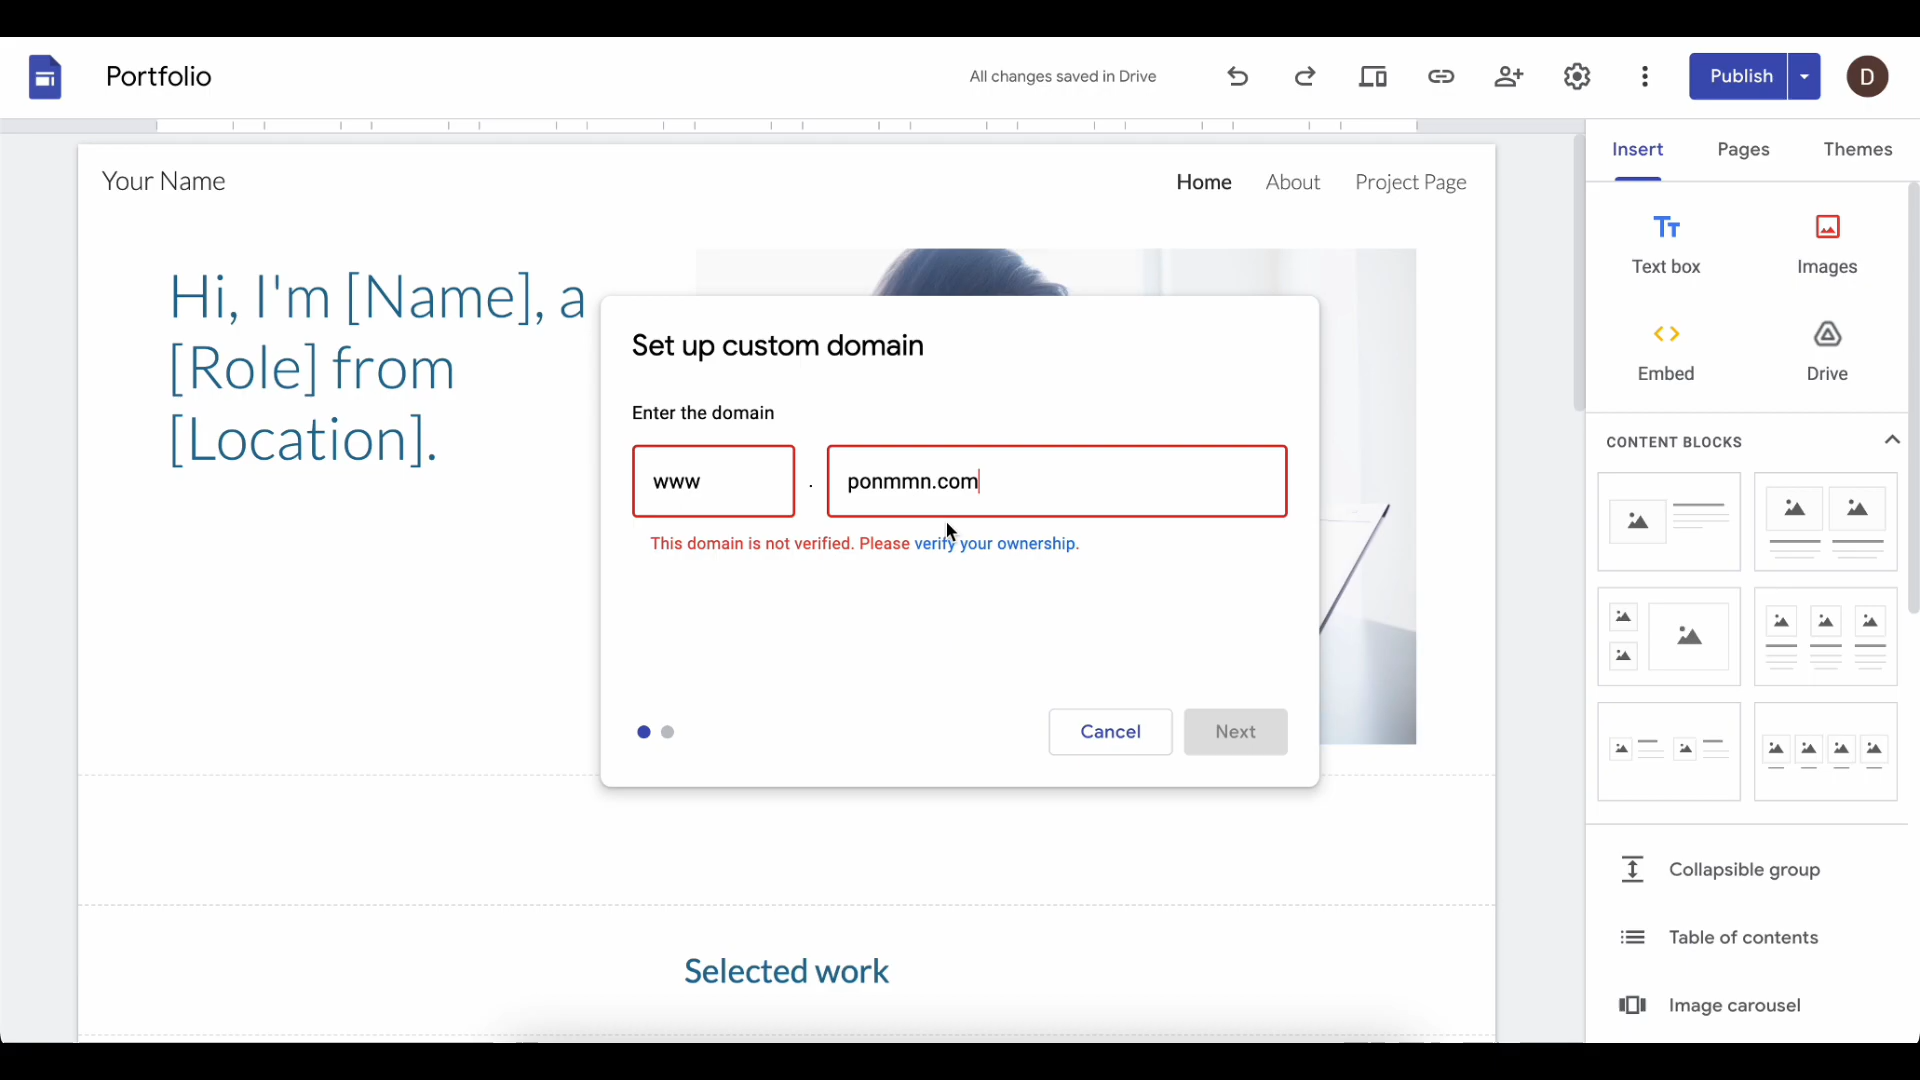 Portfolio
All changes saved in Drive
Publish
D
Insert
Pages
Themes
Your Name
Home
About
Project Page
Hi, I'm [Name], a
[Role] from
[Location].
Tт
Text box
Images
Embed
Drive
CONTENT BLOCKS
Set up custom domain
Enter the domain
www
.
ponmmn.com
This domain is not verified. Please verify your ownership.
Cancel
Next
Collapsible group
Table of contents
Image carousel
Selected work